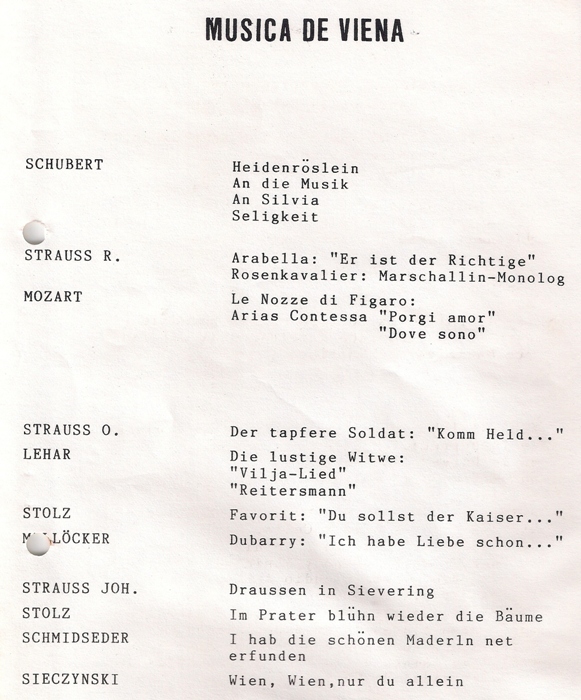 MUSICA DE VIENA
SCHUBERT Heidenröslein
An die Musik
An Silvia
Seligkeit
STRAUSS R. Arabella: "Er ist der Richtige"
Rosenkavalier: Marschallin-Monolog
MOZART Le Nozze di Figaro:
Arias Contessa "Porgi amor"
"Dove sono"
STRAUSS O. Der tapfere Soldat: "Komm Held..."
LEHAR Die lustige Witwe:
"Vilja-Lied"
"Reitersmann"
STOLZ Favorit: "Du sollst der Kaiser..."
Dubarry: "Ich habe Liebe schon..."
STRAUSS JOH. Draussen in Sievering
STOLZ Im Prater blühn wieder die Bäume
SCHMIDSEDER I hab die schönen Maderln net
erfunden
SIECZYNSKI Wien, Wien,nur du allein